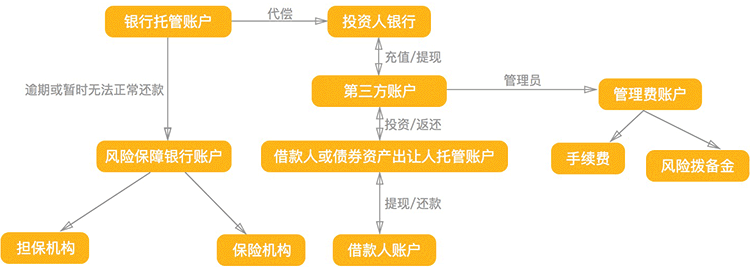 银行托管账户
代偿
投资人银行
充值/提现
逾期或暂时无法正常还款
第三方账户
管理员
管理费账户
投资/返还
风险保障银行账户
借款人或债券资产出让人托管账户
手续费
风险拨备金
提现/还款
担保机构
保险机构
借款人账户